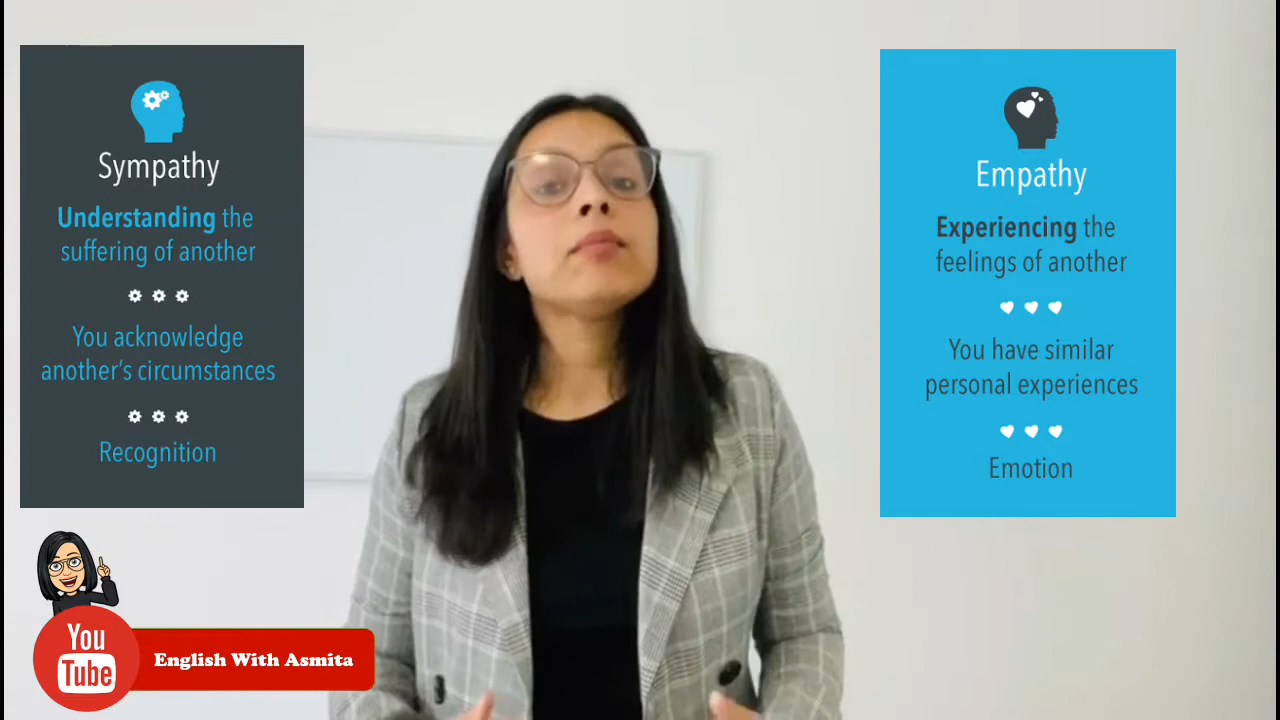 Sympathy
Understanding the
suffering of another
You acknowledge
another's circumstances
Recognition
Empathy
Experiencing the
feelings of another
You have similar
personal experiences
Emotion
You
Tube
English With Asmita